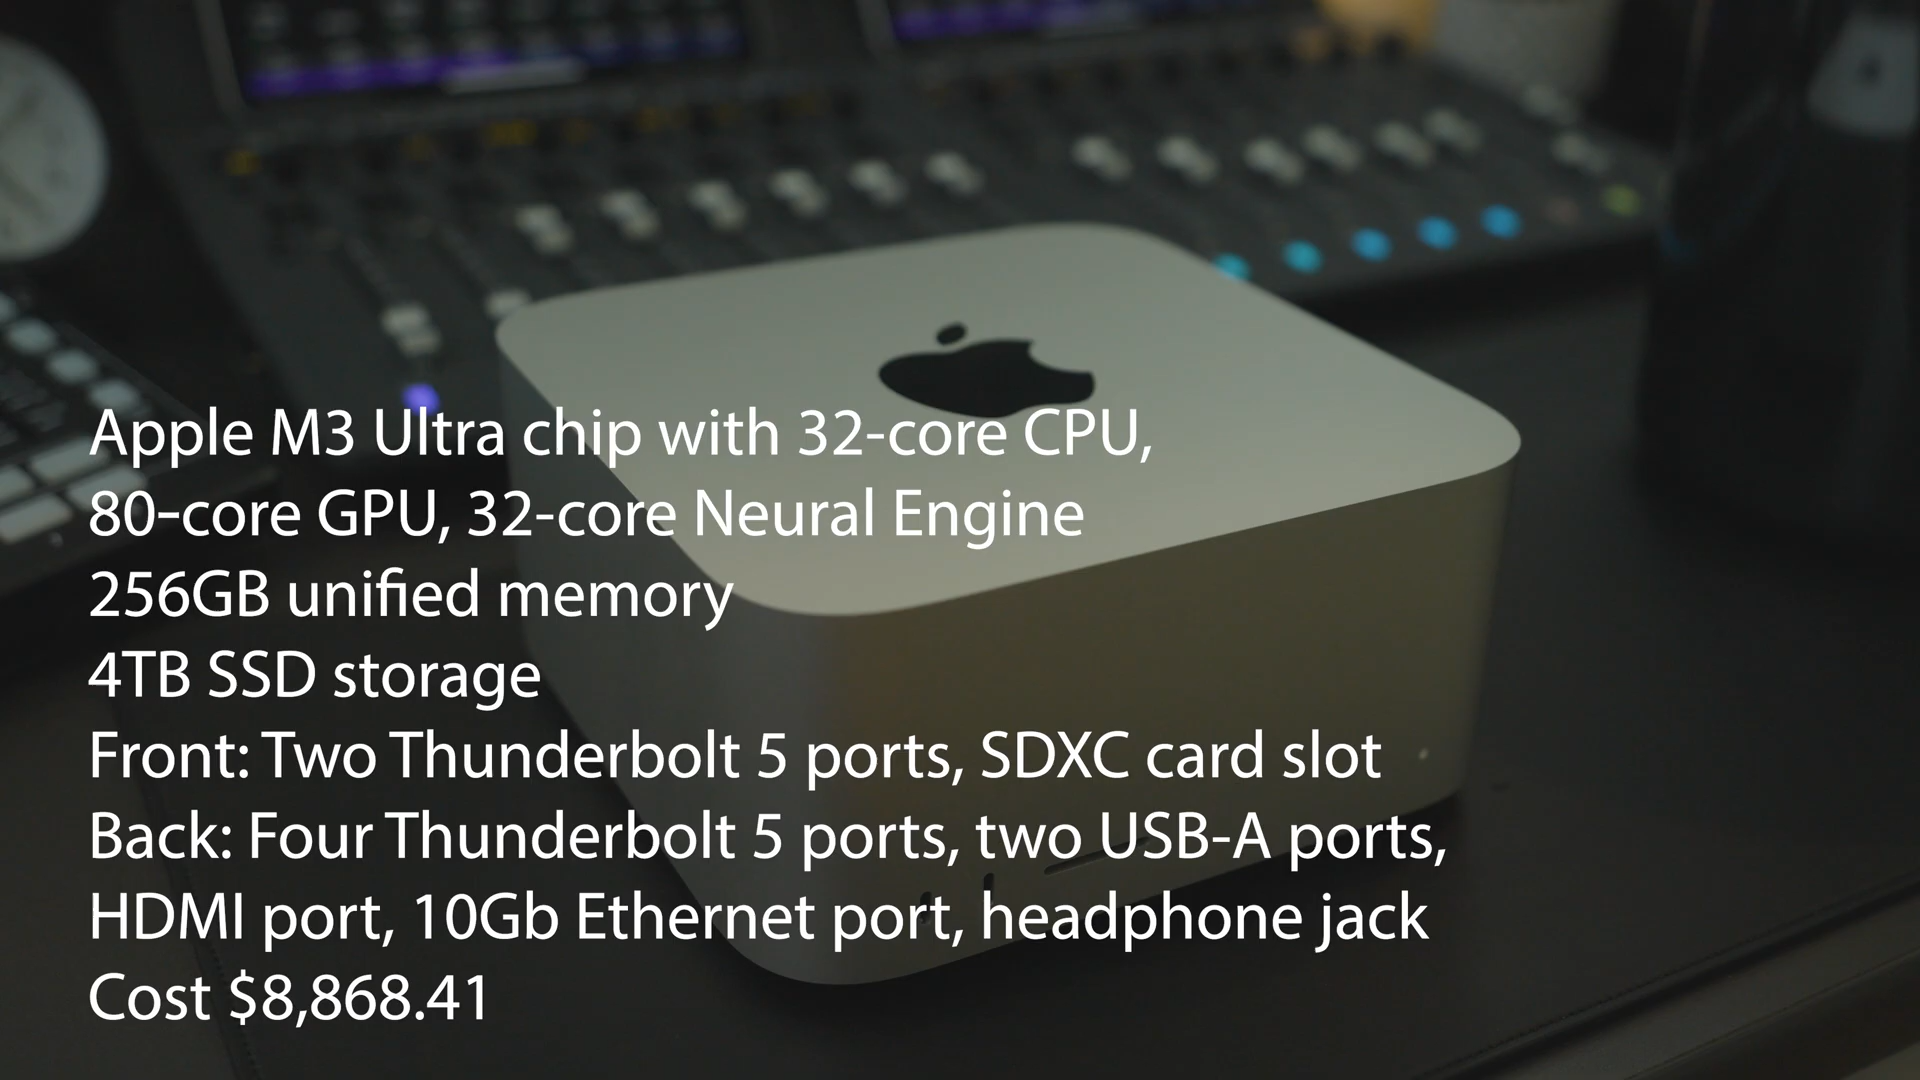 Apple M3 Ultra chip with 32-core CPU,
80-core GPU, 32-core Neural Engine
256GB unified memory
4TB SSD storage
Front: Two Thunderbolt 5 ports, SDXC card slot
Back: Four Thunderbolt 5 ports, two USB-A ports,
HDMI port, 10Gb Ethernet port, headphone jack
Cost $8,868.41